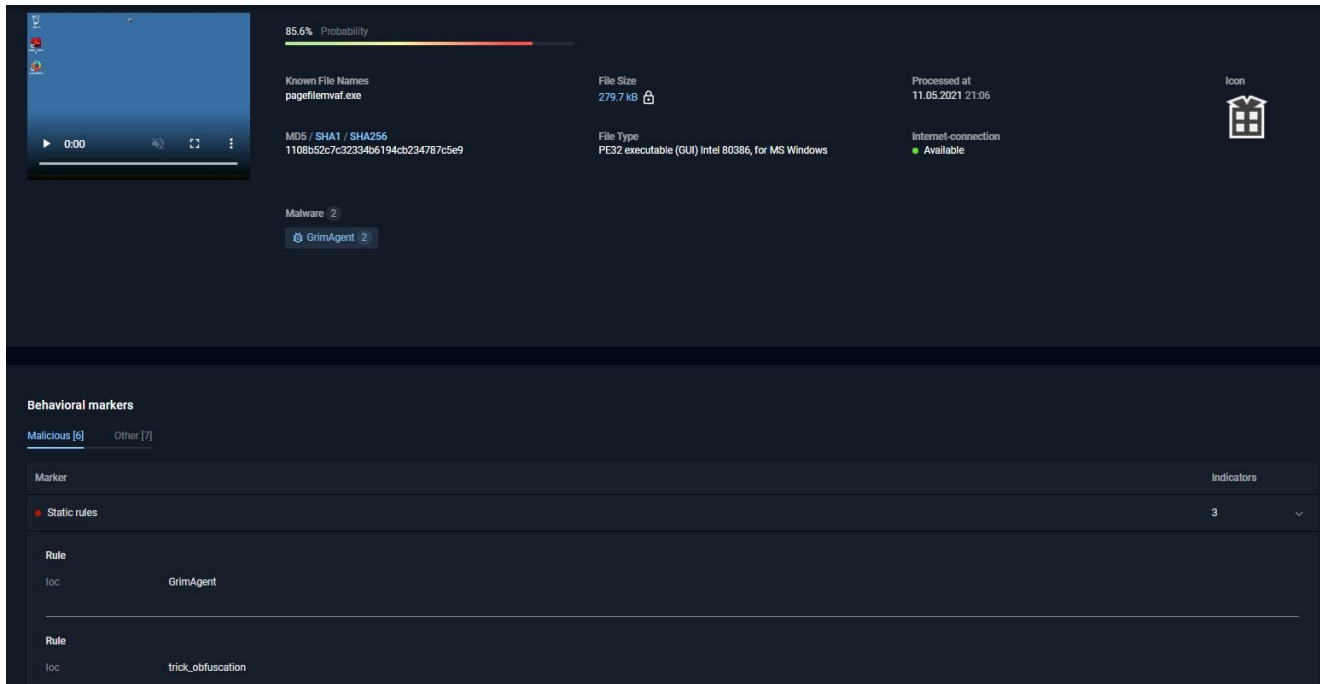 85.6% Probability
Known File Names
pagefilemvaf.exe
File Size
279.7 kB
Processed at
11.05.2021 21:06
Icon
MD5 / SHA1 / SHA256
1108b52c7c32334b6194cb234787c5e9
File Type
PE32 executable (GUI) Intel 80386, for MS Windows
Internet-connection
Available
0:00
Malware 2
GrimAgent 2
Behavioral markers
Malicious [6] Other [7]
Marker Indicators
Static rules 3
Rule
Ioc GrimAgent
Rule
Ioc trick_obfuscation